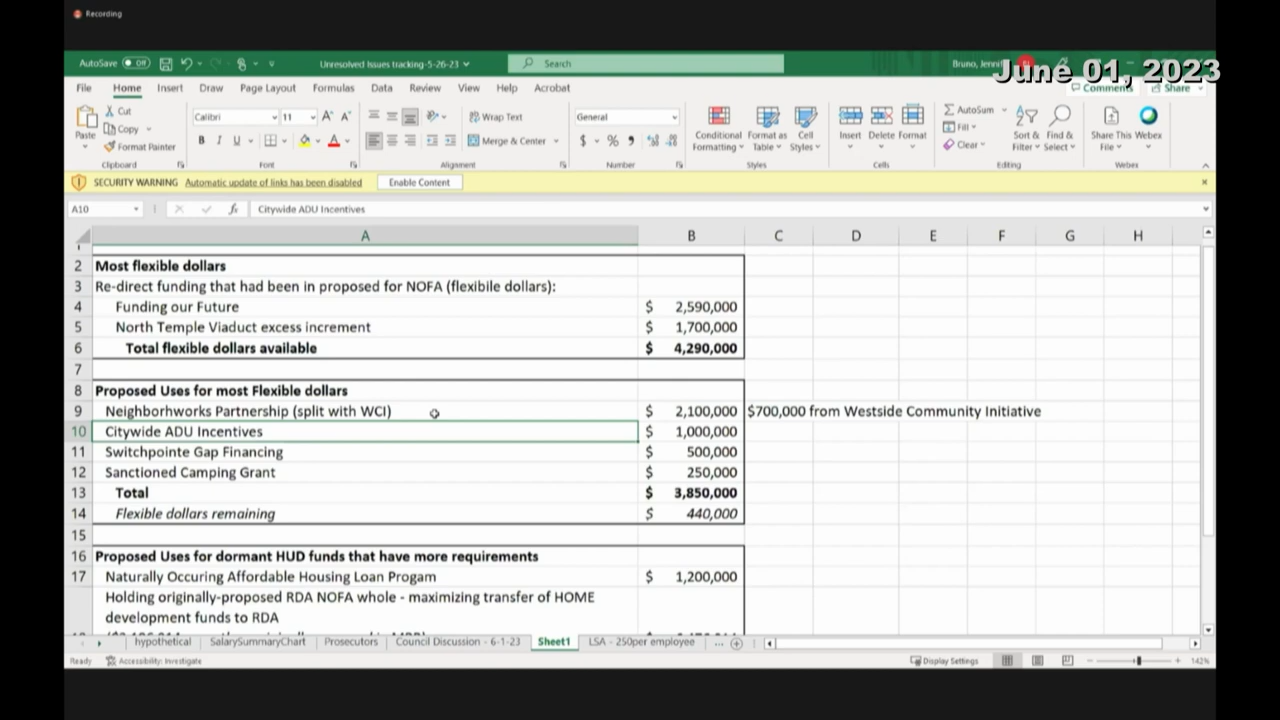 Recording
AutoSave Off
Unresolved Issues tracking-5-26-23
Search
June 01, 2023
File Home Insert Draw Page Layout Formulas Data Review View Help Acrobat
Comments Share
Cut
Copy
Format Painter
Paste
Clipboard
Calibri 11
B I U
Font
Wrap Text
Merge & Center
Alignment
General
$ % ,
Number
Conditional Formatting
Format as Table
Cell Styles
Styles
Insert Delete Format
Cells
AutoSum
Fill
Clear
Sort & Filter
Find & Select
Editing
Share This File
Webex
Webex
SECURITY WARNING Automatic update of links has been disabled Enable Content
A10 fx Citywide ADU Incentives
A B C D E F G H
1
2 Most flexible dollars
3 Re-direct funding that had been in proposed for NOFA (flexibile dollars):
4 Funding our Future $ 2,590,000
5 North Temple Viaduct excess increment $ 1,700,000
6 Total flexible dollars available $ 4,290,000
7
8 Proposed Uses for most Flexible dollars
9 Neighborhworks Partnership (split with WCI) $ 2,100,000 $700,000 from Westside Community Initiative
10 Citywide ADU Incentives $ 1,000,000
11 Switchpointe Gap Financing $ 500,000
12 Sanctioned Camping Grant $ 250,000
13 Total $ 3,850,000
14 Flexible dollars remaining $ 440,000
15
16 Proposed Uses for dormant HUD funds that have more requirements
17 Naturally Occuring Affordable Housing Loan Progam $ 1,200,000
Holding originally-proposed RDA NOFA whole - maximizing transfer of HOME
development funds to RDA
hypothetical SalarySummaryChart Prosecutors Council Discussion - 6-1-23 Sheet1 LSA - 250per employee ...
Ready Accessibility: Investigate Display Settings 142%